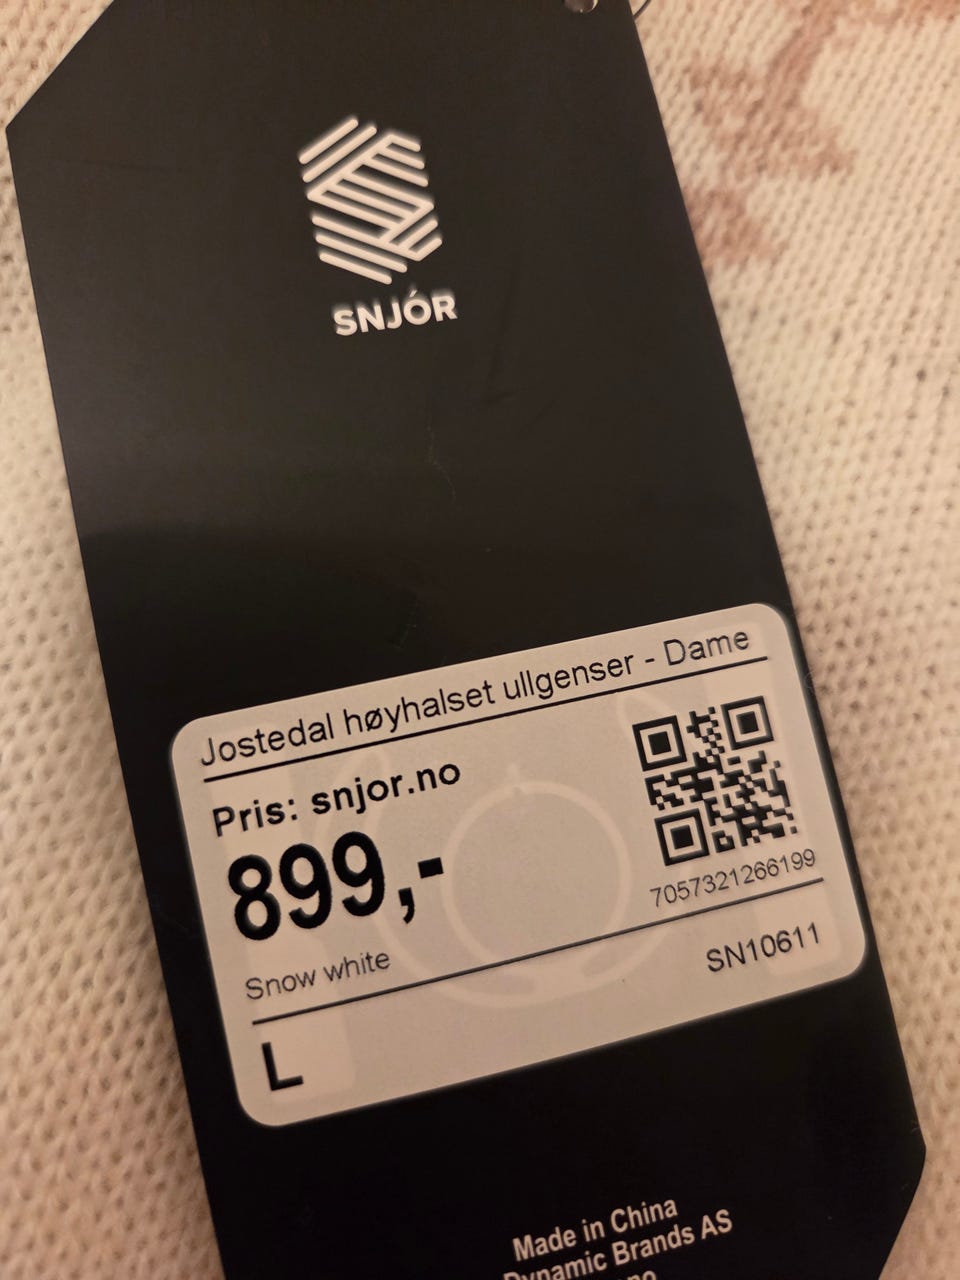 SNJÓR
Jostedal høyhalset ullgenser - Dame
Pris: snjor.no
899,-
7057321266199
Snow white
SN10611
L
Made in China
Dynamic Brands AS